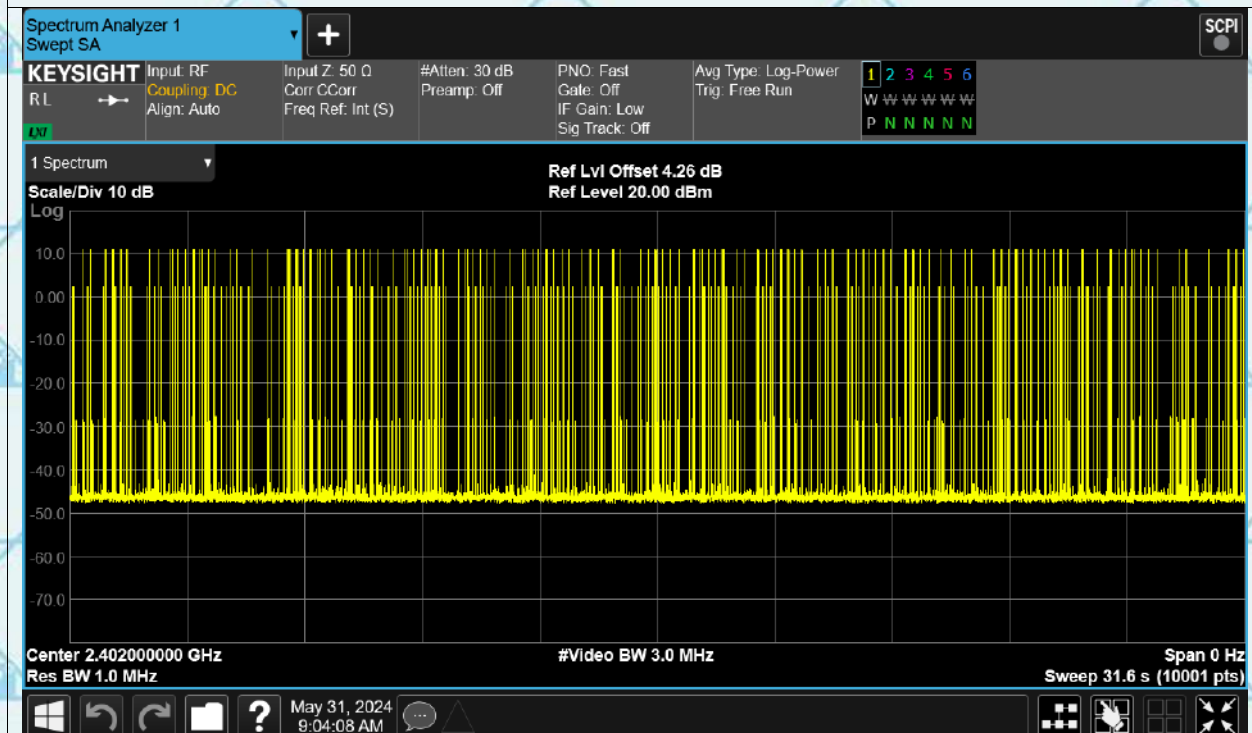 Spectrum Analyzer 1
Swept SA
+
SCPI
KEYSIGHT
R L
LXI
Input: RF
Coupling: DC
Align: Auto
Input Z: 50 Ω
Corr CCorr
Freq Ref: Int (S)
#Atten: 30 dB
Preamp: Off
PNO: Fast
Gate: Off
IF Gain: Low
Sig Track: Off
Avg Type: Log-Power
Trig: Free Run
1 2 3 4 5 6
W W W W W W
P N N N N N
1 Spectrum
Scale/Div 10 dB
Ref Lvl Offset 4.26 dB
Ref Level 20.00 dBm
Log
10.0
0.00
-10.0
-20.0
-30.0
-40.0
-50.0
-60.0
-70.0
Center 2.402000000 GHz
Res BW 1.0 MHz
#Video BW 3.0 MHz
Span 0 Hz
Sweep 31.6 s (10001 pts)
?
May 31, 2024
9:04:08 AM